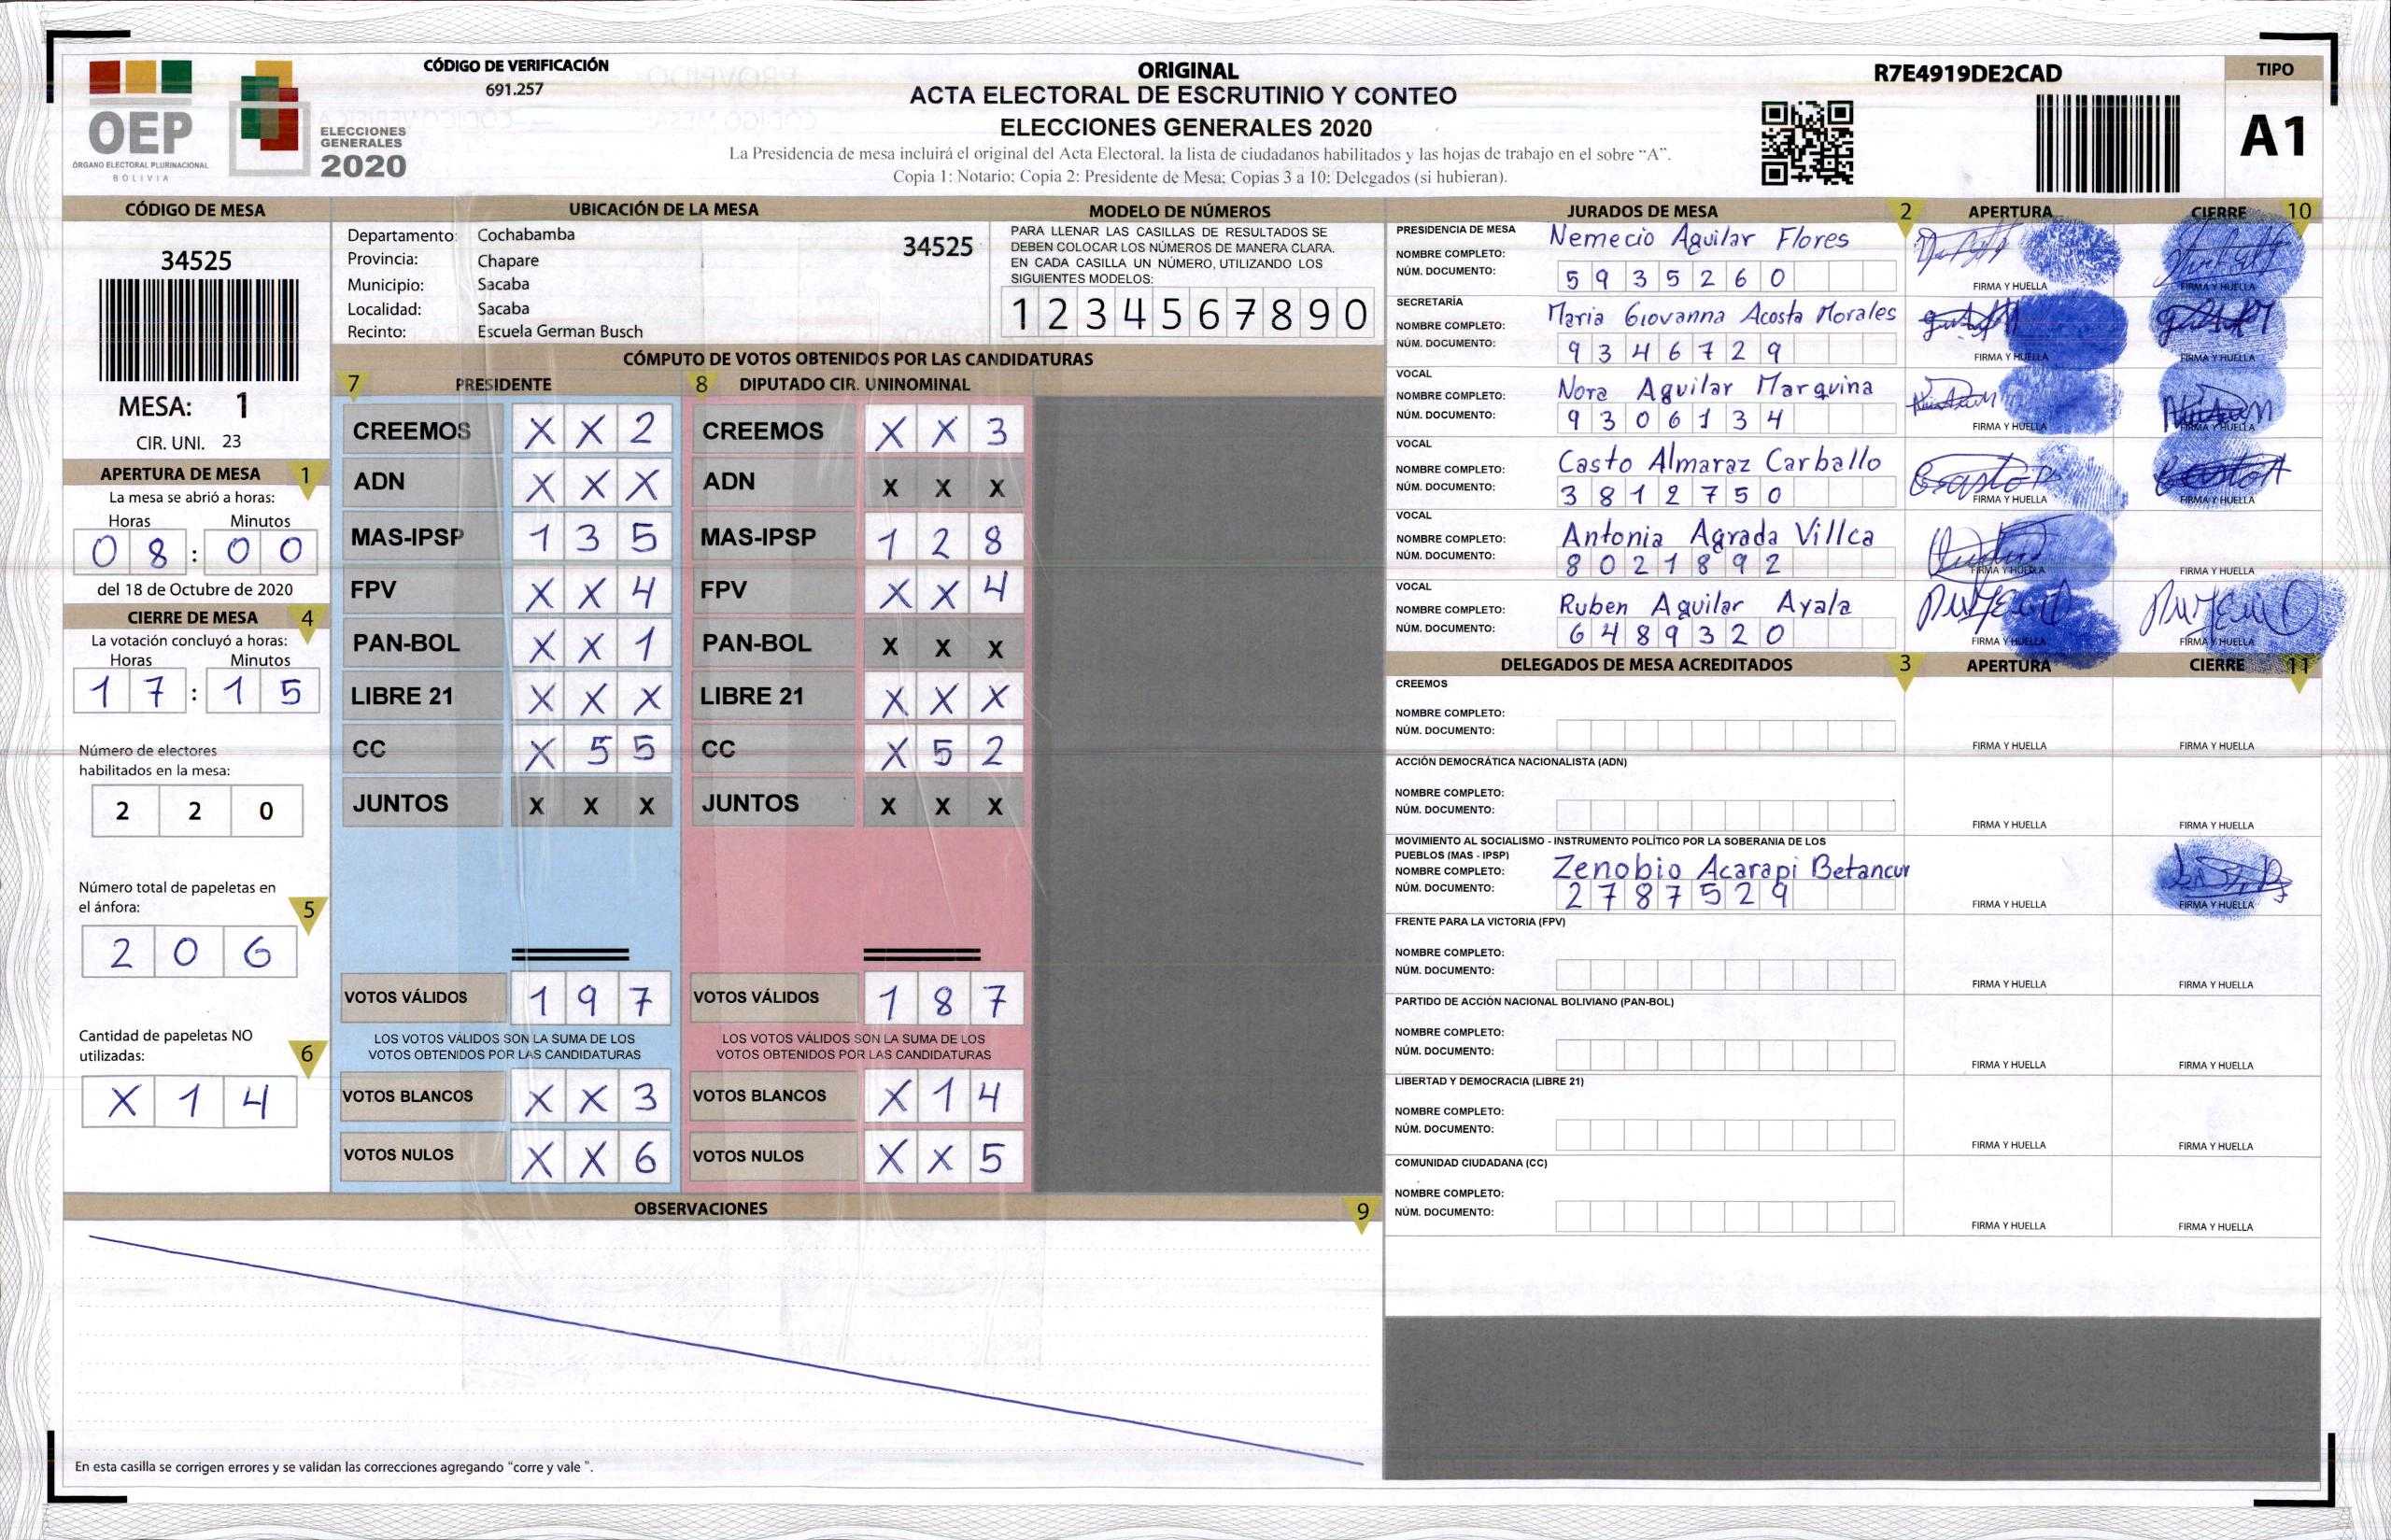 OEP
ÓRGANO ELECTORAL PLURINACIONAL
BOLIVIA
ELECCIONES
GENERALES
2020
CÓDIGO DE VERIFICACIÓN
691.257
ORIGINAL
ACTA ELECTORAL DE ESCRUTINIO Y CONTEO
ELECCIONES GENERALES 2020
La Presidencia de mesa incluirá el original del Acta Electoral, la lista de ciudadanos habilitados y las hojas de trabajo en el sobre “A”.
Copia 1: Notario; Copia 2: Presidente de Mesa; Copias 3 a 10: Delegados (si hubieran).
R7E4919DE2CAD
TIPO
A1
CÓDIGO DE MESA
34525
MESA: 1
CIR. UNI. 23
APERTURA DE MESA 1
La mesa se abrió a horas:
Horas Minutos
0 8 : 0 0
del 18 de Octubre de 2020
CIERRE DE MESA 4
La votación concluyó a horas:
Horas Minutos
1 7 : 1 5
Número de electores
habilitados en la mesa:
2 2 0
Número total de papeletas en
el ánfora: 5
2 0 6
Cantidad de papeletas NO
utilizadas: 6
X 1 4
UBICACIÓN DE LA MESA
Departamento: Cochabamba
Provincia: Chapare
Municipio: Sacaba
Localidad: Sacaba
Recinto: Escuela German Busch
34525
MODELO DE NÚMEROS
PARA LLENAR LAS CASILLAS DE RESULTADOS SE
DEBEN COLOCAR LOS NÚMEROS DE MANERA CLARA.
EN CADA CASILLA UN NÚMERO, UTILIZANDO LOS
SIGUIENTES MODELOS:
1 2 3 4 5 6 7 8 9 0
CÓMPUTO DE VOTOS OBTENIDOS POR LAS CANDIDATURAS
7 PRESIDENTE 8 DIPUTADO CIR. UNINOMINAL
CREEMOS X X 2 CREEMOS X X 3
ADN X X X ADN X X X
MAS-IPSP 1 3 5 MAS-IPSP 1 2 8
FPV X X 4 FPV X X 4
PAN-BOL X X 1 PAN-BOL X X X
LIBRE 21 X X X LIBRE 21 X X X
CC X 5 5 CC X 5 2
JUNTOS X X X JUNTOS X X X
VOTOS VÁLIDOS 1 9 7 VOTOS VÁLIDOS 1 8 7
LOS VOTOS VÁLIDOS SON LA SUMA DE LOS LOS VOTOS VÁLIDOS SON LA SUMA DE LOS
VOTOS OBTENIDOS POR LAS CANDIDATURAS VOTOS OBTENIDOS POR LAS CANDIDATURAS
VOTOS BLANCOS X X 3 VOTOS BLANCOS X 1 4
VOTOS NULOS X X 6 VOTOS NULOS X X 5
OBSERVACIONES 9
En esta casilla se corrigen errores y se validan las correcciones agregando “corre y vale ”.
JURADOS DE MESA 2 APERTURA CIERRE 10
PRESIDENCIA DE MESA
NOMBRE COMPLETO: Nemecio Aguilar Flores
NÚM. DOCUMENTO: 5 9 3 5 2 6 0
FIRMA Y HUELLA FIRMA Y HUELLA
SECRETARÍA
NOMBRE COMPLETO: Maria Giovanna Acosta Morales
NÚM. DOCUMENTO: 9 3 4 6 7 2 9
FIRMA Y HUELLA FIRMA Y HUELLA
VOCAL
NOMBRE COMPLETO: Nora Aguilar Marquina
NÚM. DOCUMENTO: 9 3 0 6 1 3 4
FIRMA Y HUELLA FIRMA Y HUELLA
VOCAL
NOMBRE COMPLETO: Casto Almaraz Carballo
NÚM. DOCUMENTO: 3 8 1 2 7 5 0
FIRMA Y HUELLA FIRMA Y HUELLA
VOCAL
NOMBRE COMPLETO: Antonia Agrada Villca
NÚM. DOCUMENTO: 8 0 2 1 8 9 2
FIRMA Y HUELLA FIRMA Y HUELLA
VOCAL
NOMBRE COMPLETO: Ruben Aguilar Ayala
NÚM. DOCUMENTO: 6 4 8 9 3 2 0
FIRMA Y HUELLA FIRMA Y HUELLA
DELEGADOS DE MESA ACREDITADOS 3 APERTURA CIERRE 11
CREEMOS
NOMBRE COMPLETO:
NÚM. DOCUMENTO:
FIRMA Y HUELLA FIRMA Y HUELLA
ACCIÓN DEMOCRÁTICA NACIONALISTA (ADN)
NOMBRE COMPLETO:
NÚM. DOCUMENTO:
FIRMA Y HUELLA FIRMA Y HUELLA
MOVIMIENTO AL SOCIALISMO - INSTRUMENTO POLÍTICO POR LA SOBERANIA DE LOS
PUEBLOS (MAS - IPSP)
NOMBRE COMPLETO: Zenobio Acarapi Betancur
NÚM. DOCUMENTO: 2 7 8 7 5 2 9
FIRMA Y HUELLA FIRMA Y HUELLA
FRENTE PARA LA VICTORIA (FPV)
NOMBRE COMPLETO:
NÚM. DOCUMENTO:
FIRMA Y HUELLA FIRMA Y HUELLA
PARTIDO DE ACCIÓN NACIONAL BOLIVIANO (PAN-BOL)
NOMBRE COMPLETO:
NÚM. DOCUMENTO:
FIRMA Y HUELLA FIRMA Y HUELLA
LIBERTAD Y DEMOCRACIA (LIBRE 21)
NOMBRE COMPLETO:
NÚM. DOCUMENTO:
FIRMA Y HUELLA FIRMA Y HUELLA
COMUNIDAD CIUDADANA (CC)
NOMBRE COMPLETO:
NÚM. DOCUMENTO:
FIRMA Y HUELLA FIRMA Y HUELLA